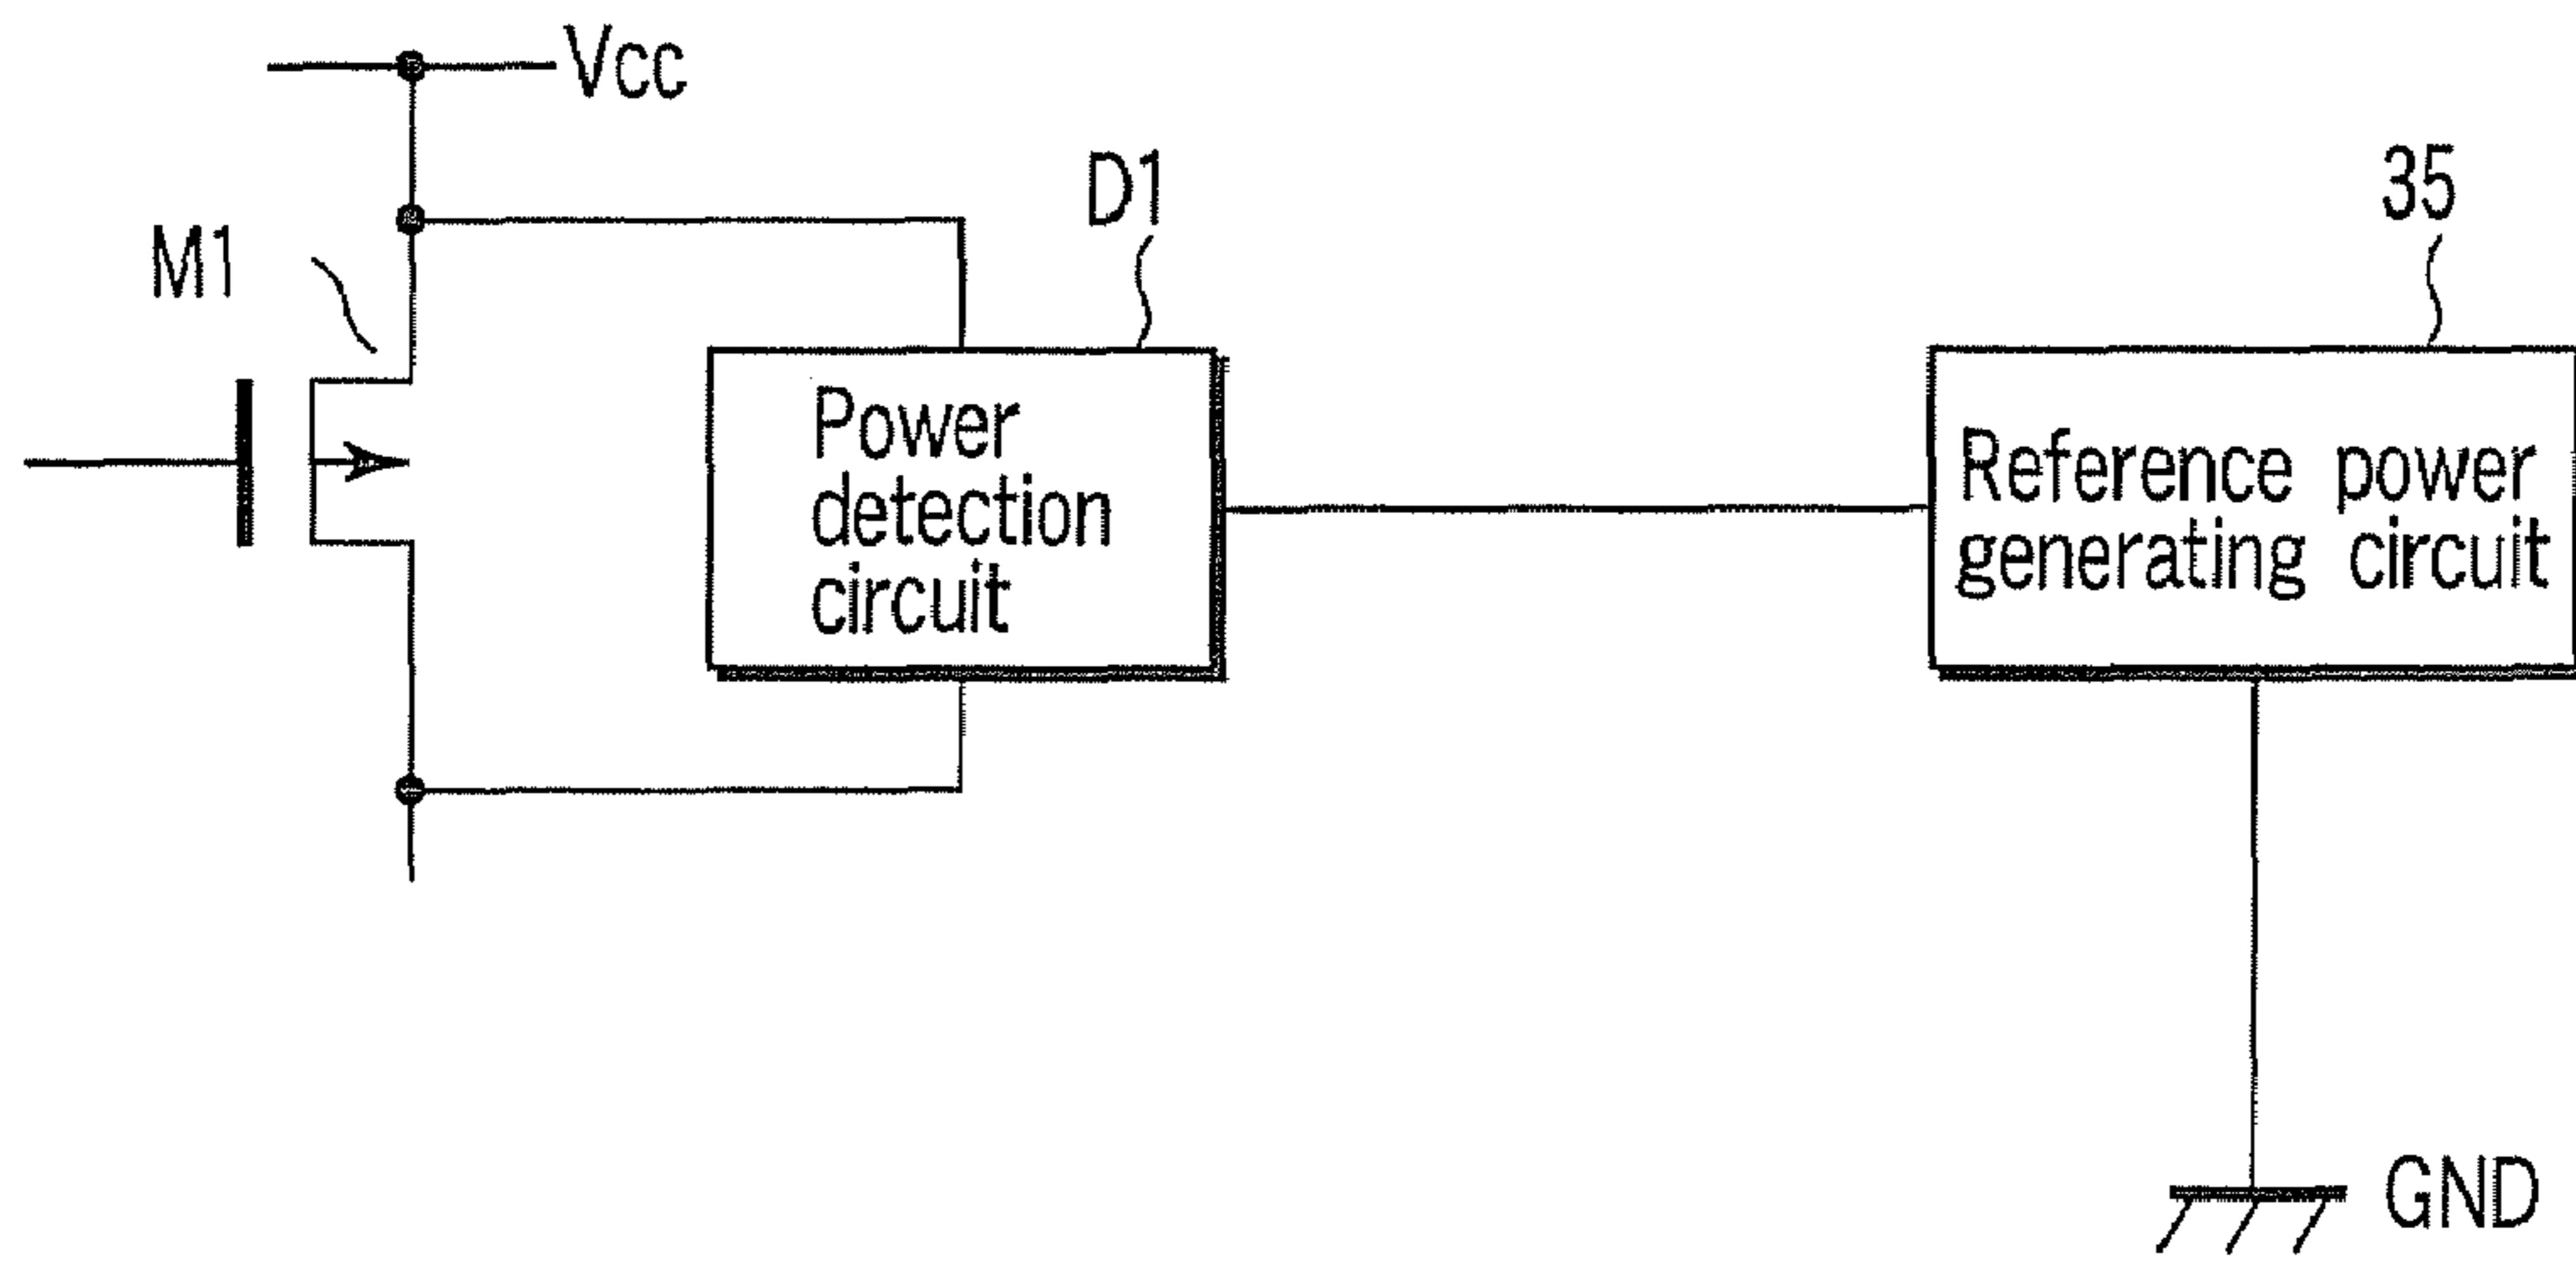 Vcc
D1
35
M1
Power
detection
circuit
Reference power
generating circuit
GND